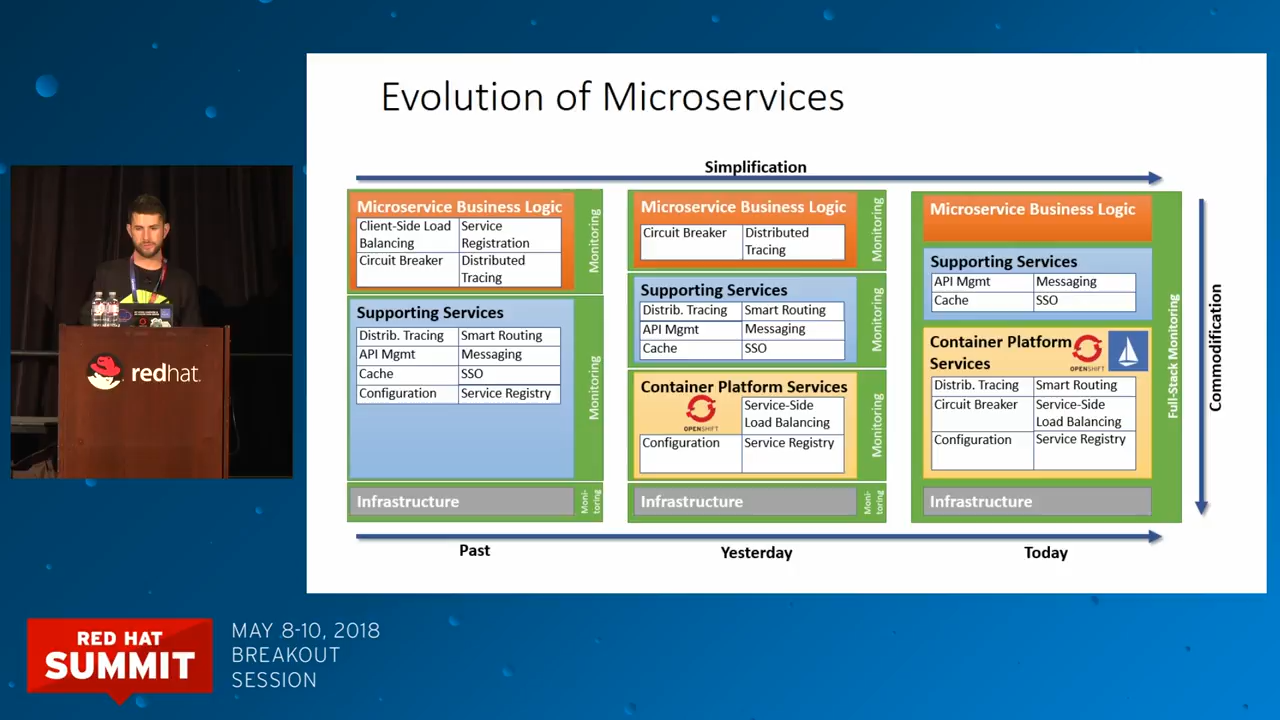 Evolution of Microservices
Simplification
Microservice Business Logic
Client-Side Load
Balancing
Service
Registration
Circuit Breaker
Distributed
Tracing
Monitoring
Supporting Services
Distrib. Tracing
Smart Routing
API Mgmt
Messaging
Cache
SSO
Configuration
Service Registry
Monitoring
Infrastructure
Moni-
toring
Past
Microservice Business Logic
Circuit Breaker
Distributed
Tracing
Monitoring
Supporting Services
Distrib. Tracing
Smart Routing
API Mgmt
Messaging
Cache
SSO
Monitoring
Container Platform Services
OPENSHIFT
Service-Side
Load Balancing
Configuration
Service Registry
Monitoring
Infrastructure
Moni-
toring
Yesterday
Microservice Business Logic
Supporting Services
API Mgmt
Messaging
Cache
SSO
Container Platform
Services
OPENSHIFT
Distrib. Tracing
Smart Routing
Circuit Breaker
Service-Side
Load Balancing
Configuration
Service Registry
Full-Stack Monitoring
Infrastructure
Today
Commodification
redhat.
RED HAT
SUMMIT
MAY 8-10, 2018
BREAKOUT
SESSION